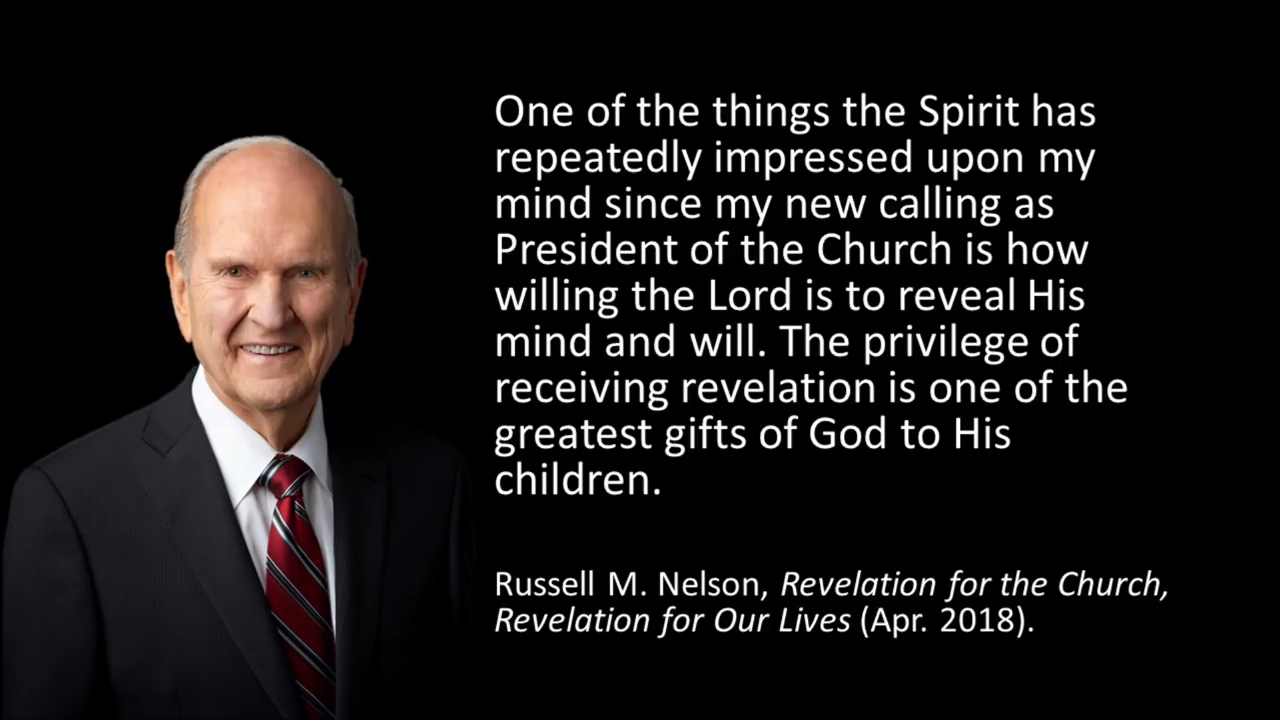 One of the things the Spirit has
repeatedly impressed upon my
mind since my new calling as
President of the Church is how
willing the Lord is to reveal His
mind and will. The privilege of
receiving revelation is one of the
greatest gifts of God to His
children.
Russell M. Nelson, Revelation for the Church,
Revelation for Our Lives (Apr. 2018).